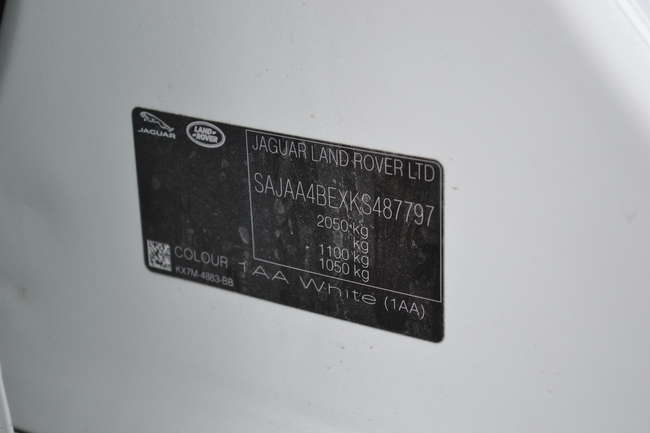 JAGUAR
LAND ROVER
JAGUAR LAND ROVER LTD
SAJAA4BEXKS487797
2050 kg
kg
1100 kg
1050 kg
COLOUR 1AA White (1AA)
KX7M-4863-BB